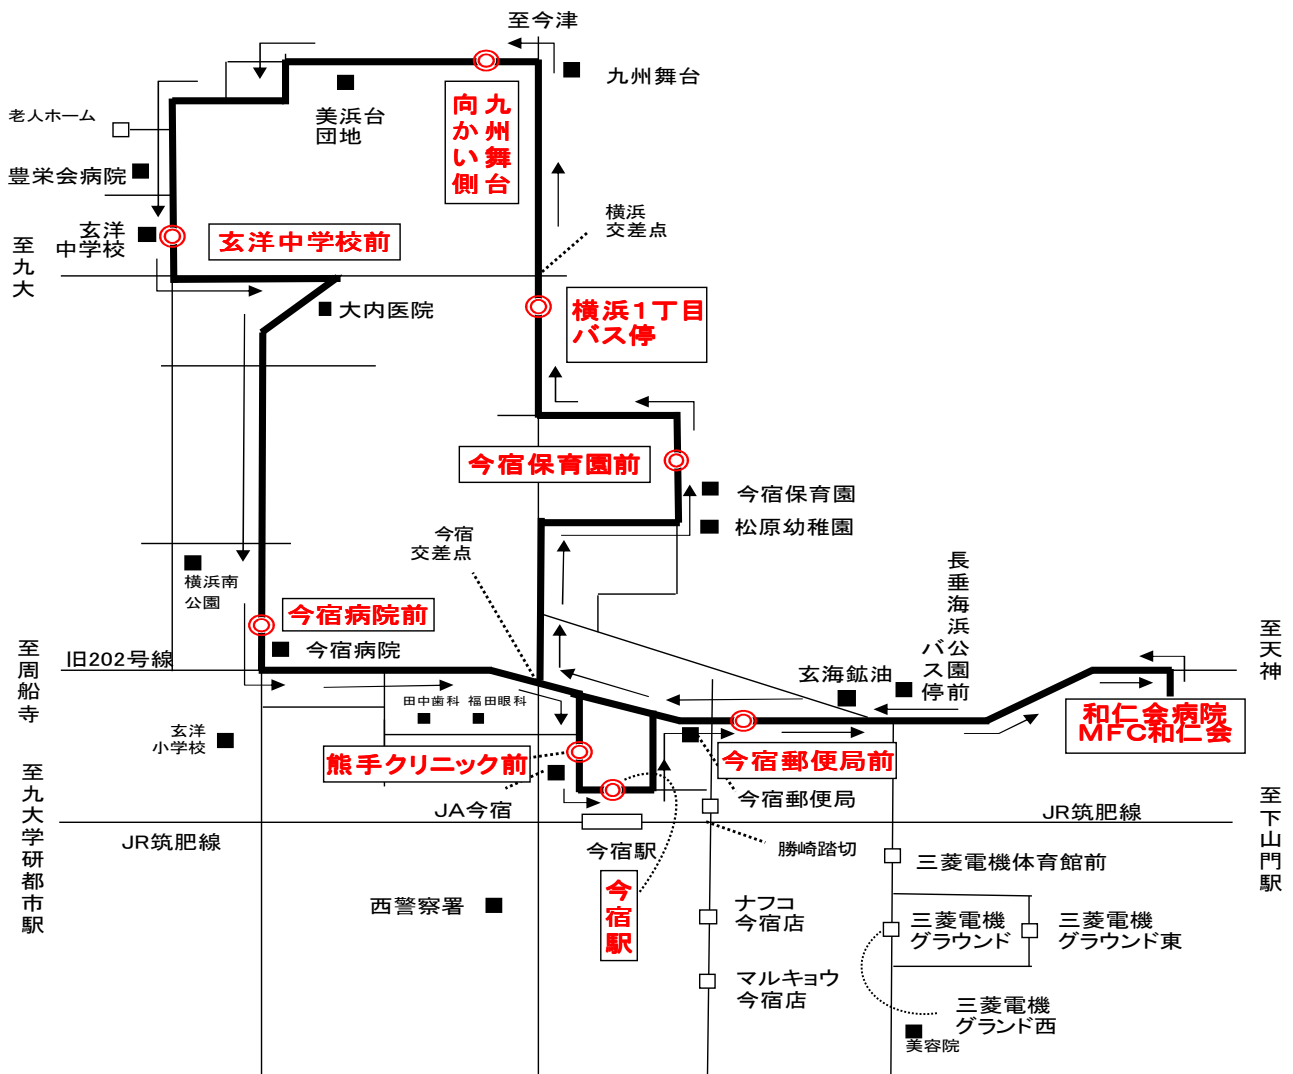 至今津
九州舞台
美浜台
団地
九州舞台
向かい側
老人ホーム
豊栄会病院
玄洋
中学校
玄洋中学校前
至九大
横浜
交差点
大内医院
横浜1丁目
バス停
今宿保育園前
今宿保育園
松原幼稚園
今宿
交差点
横浜南
公園
今宿病院前
今宿病院
長垂海浜公園前
バス停
至周船寺
旧202号線
至天神
玄海鉱油
田中歯科
福田眼科
和仁会病院
MFC和仁会
玄洋
小学校
熊手クリニック前
今宿郵便局前
至九大学研都市駅
JA今宿
今宿郵便局
至下山門駅
JR筑肥線
JR筑肥線
今宿駅
勝崎踏切
三菱電機体育館前
今宿駅
西警察署
ナフコ
今宿店
三菱電機
グラウンド
三菱電機
グラウンド東
マルキョウ
今宿店
三菱電機
グランド西
美容院